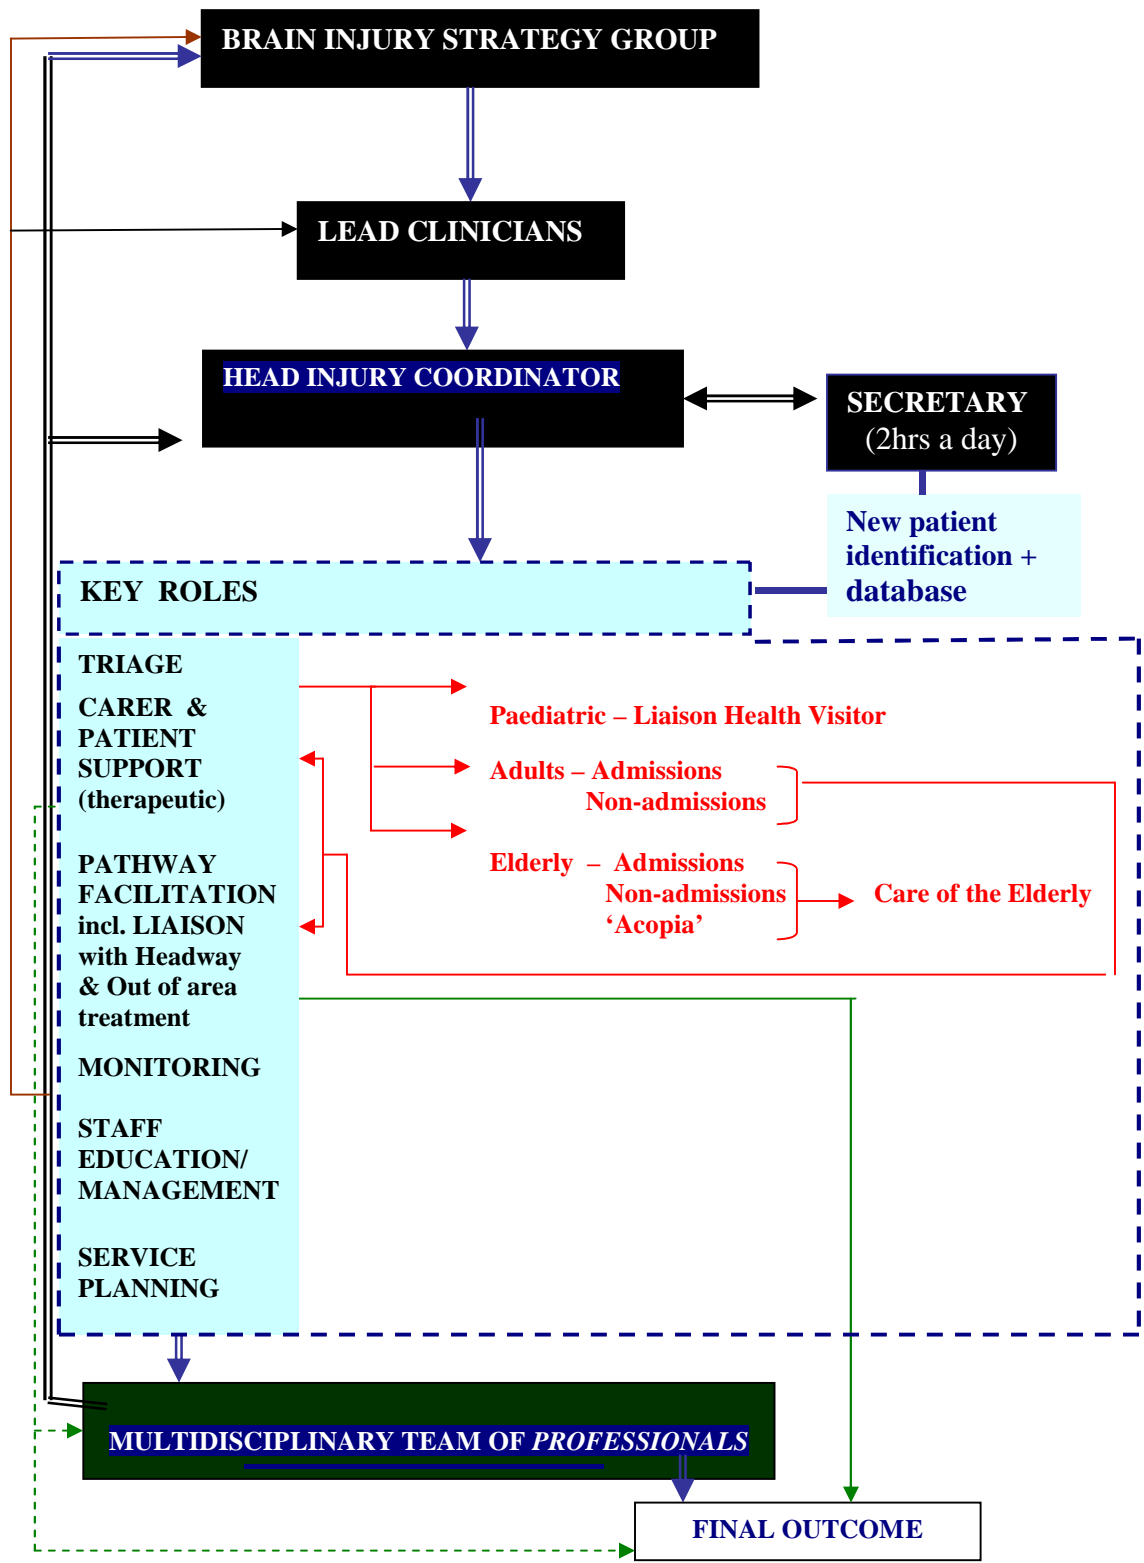 BRAIN INJURY STRATEGY GROUP
LEAD CLINICIANS
HEAD INJURY COORDINATOR
SECRETARY
(2hrs a day)
New patient
identification +
database
KEY ROLES
TRIAGE
CARER &
PATIENT
SUPPORT
(therapeutic)
PATHWAY
FACILITATION
incl. LIAISON
with Headway
& Out of area
treatment
MONITORING
STAFF
EDUCATION/
MANAGEMENT
SERVICE
PLANNING
Paediatric – Liaison Health Visitor
Adults – Admissions
Non-admissions
Elderly – Admissions
Non-admissions
‘Acopia’
Care of the Elderly
MULTIDISCIPLINARY TEAM OF PROFESSIONALS
FINAL OUTCOME